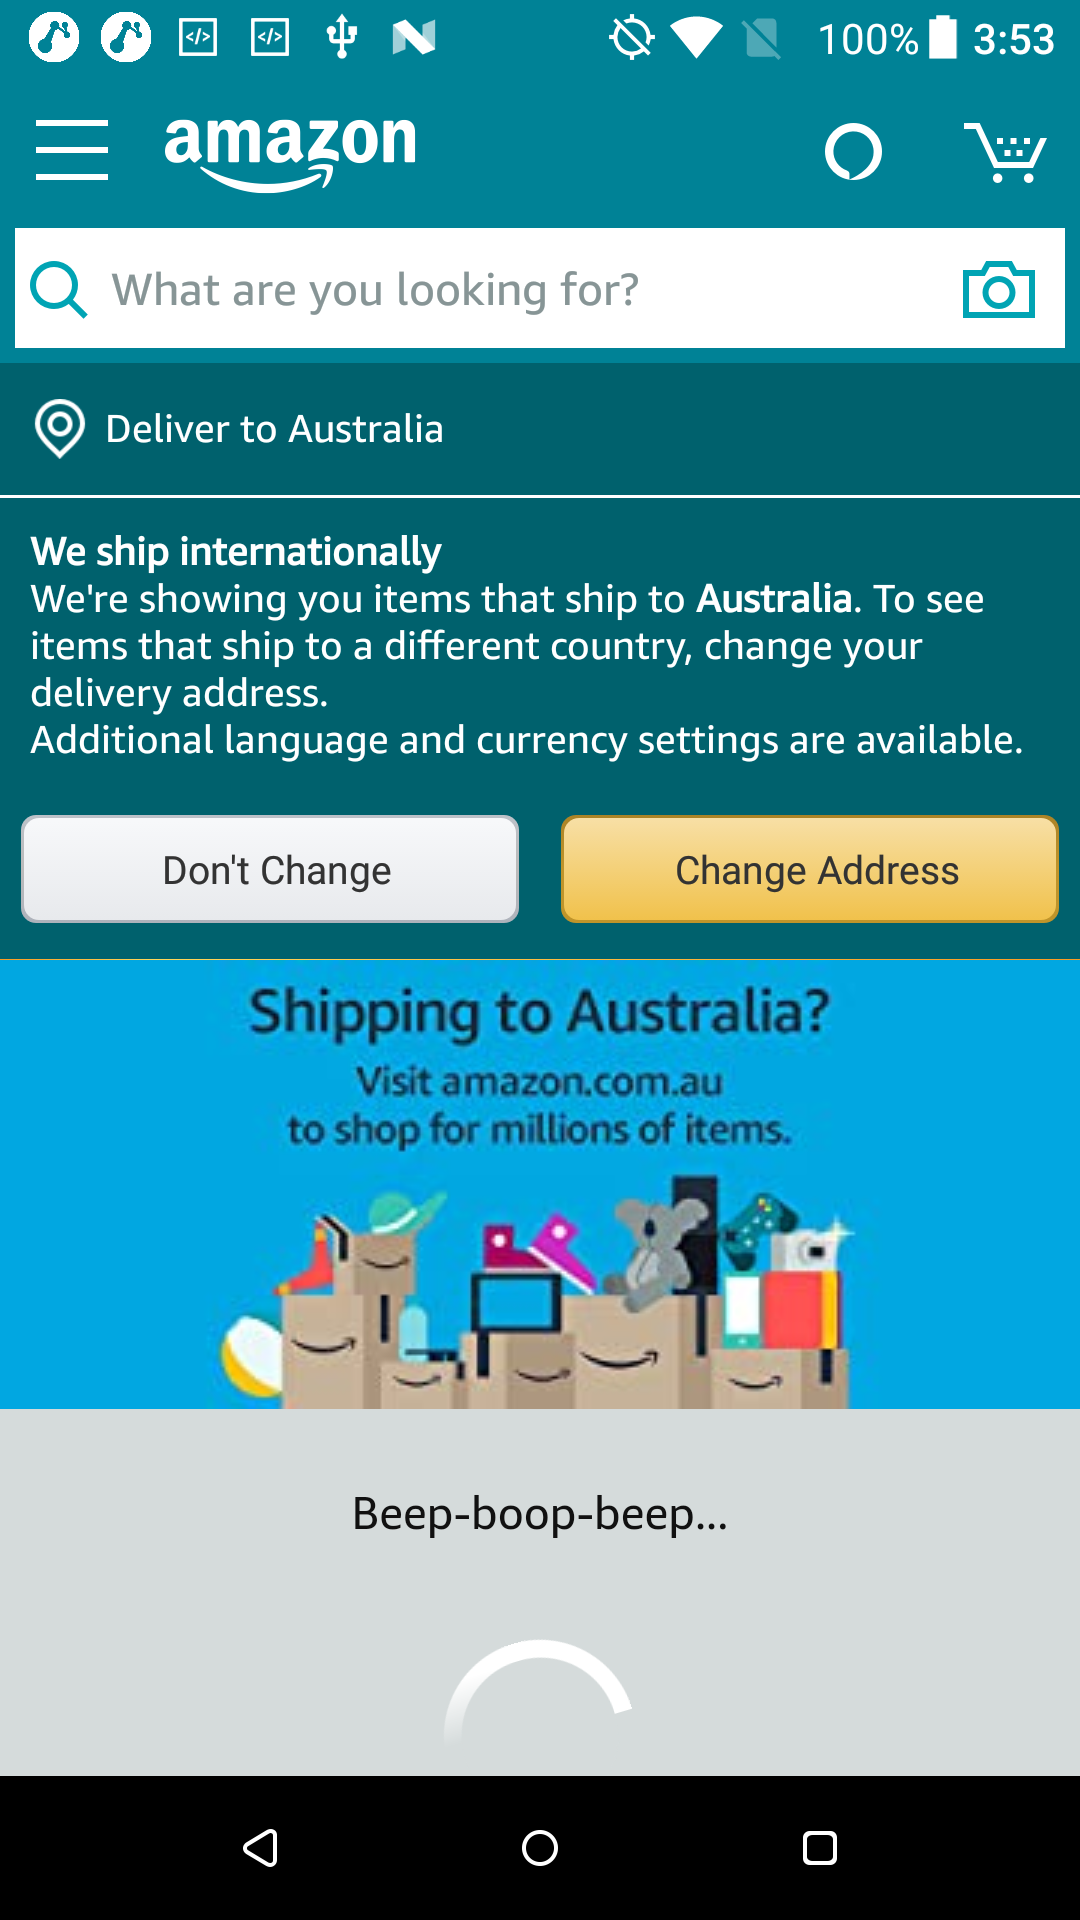 100% 3:53
amazon
What are you looking for?
Deliver to Australia
We ship internationally
We're showing you items that ship to Australia. To see
items that ship to a different country, change your
delivery address.
Additional language and currency settings are available.
Don't Change
Change Address
Shipping to Australia?
Visit amazon.com.au
to shop for millions of items.
Beep-boop-beep...